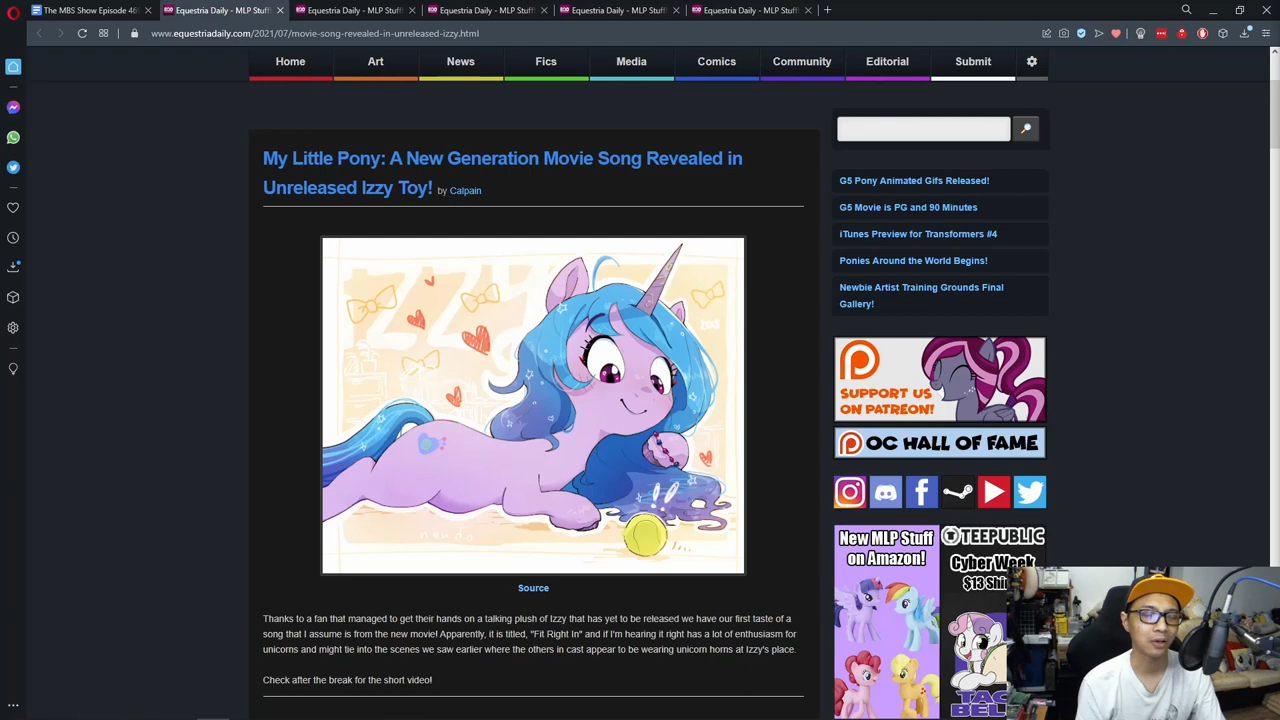 The MBS Show Episode 46
Equestria Daily - MLP Stuff!
Equestria Daily - MLP Stuff!
Equestria Daily - MLP Stuff!
Equestria Daily - MLP Stuff!
Equestria Daily - MLP Stuff!
www.equestriadaily.com/2021/07/movie-song-revealed-in-unreleased-izzy.html
Home
Art
News
Fics
Media
Comics
Community
Editorial
Submit
My Little Pony: A New Generation Movie Song Revealed in
Unreleased Izzy Toy! by Calpain
IZZY
nanda
Source
Thanks to a fan that managed to get their hands on a talking plush of Izzy that has yet to be released we have our first taste of a
song that I assume is from the new movie! Apparently, it is titled, "Fit Right In" and if I'm hearing it right has a lot of enthusiasm for
unicorns and might tie into the scenes we saw earlier where the others in cast appear to be wearing unicorn horns at Izzy's place.
Check after the break for the short video!
G5 Pony Animated Gifs Released!
G5 Movie is PG and 90 Minutes
iTunes Preview for Transformers #4
Ponies Around the World Begins!
Newbie Artist Training Grounds Final
Gallery!
SUPPORT US
ON PATREON!
OC HALL OF FAME
New MLP Stuff
on Amazon!
TEEPUBLIC
Cyber Week
$13 Shi
TAC
BEL